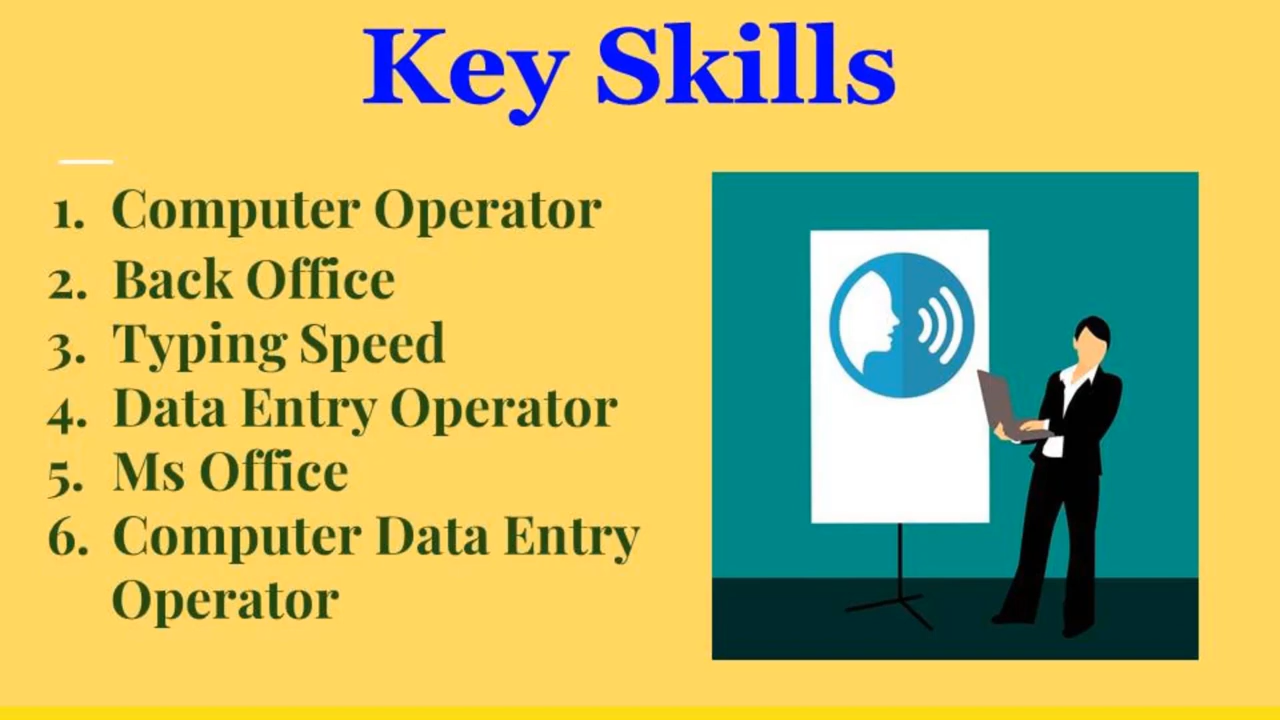 Key Skills
1. Computer Operator
2. Back Office
3. Typing Speed
4. Data Entry Operator
5. Ms Office
6. Computer Data Entry
Operator